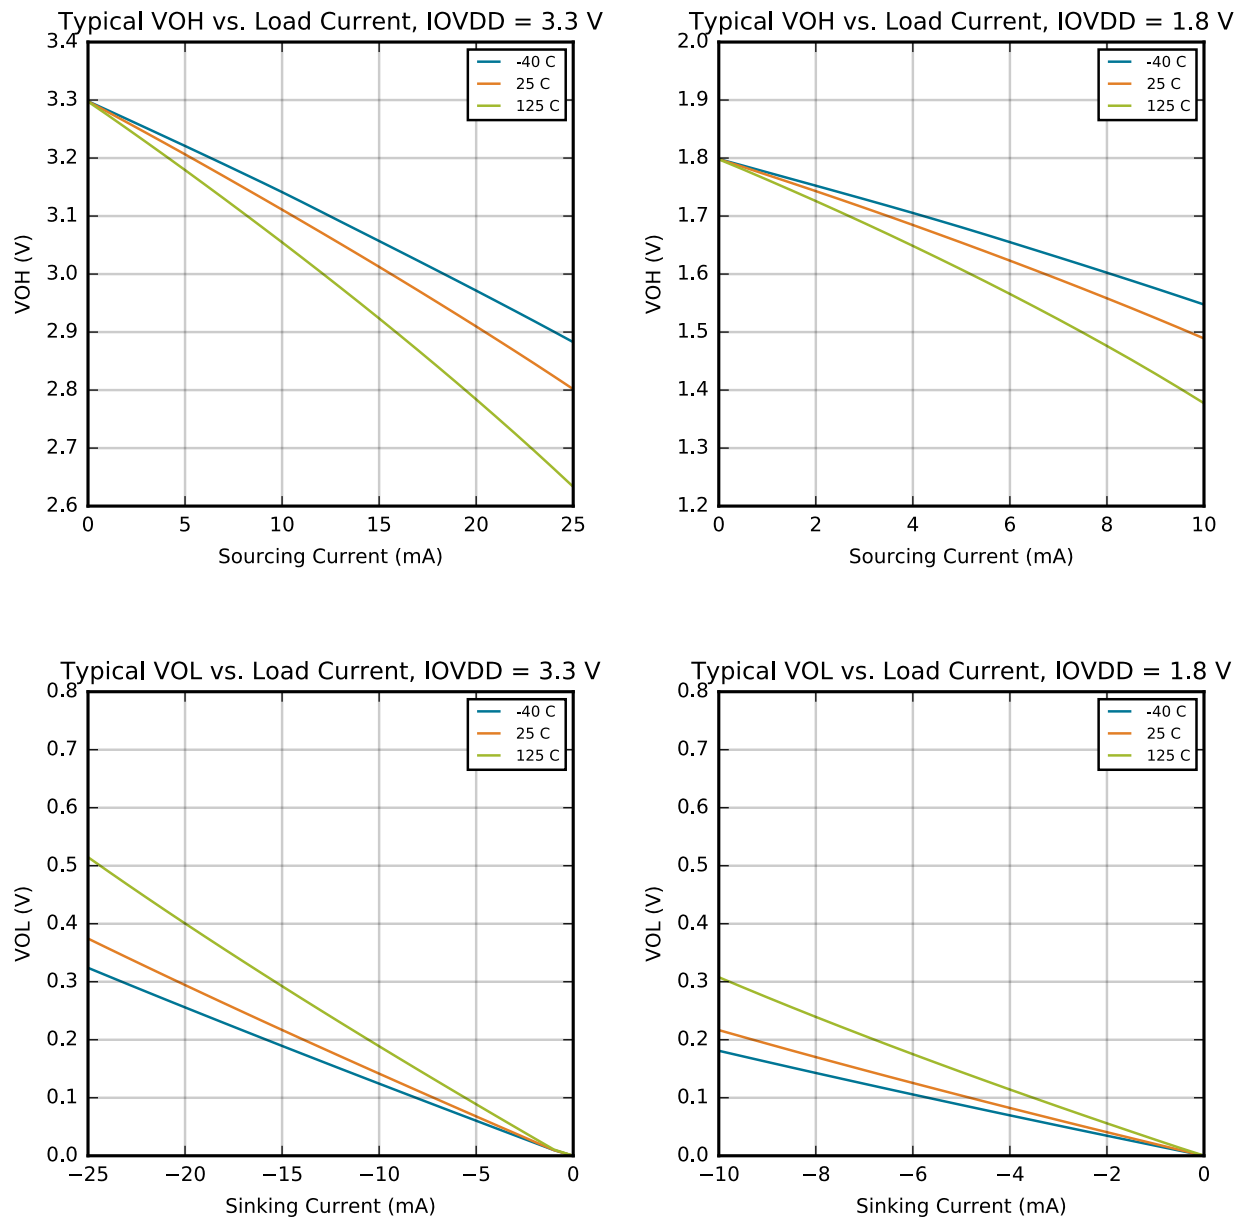 Typical VOH vs. Load Current, IOVDD = 3.3 V
3.4
3.3
3.2
3.1
3.0
2.9
2.8
2.7
2.6
VOH (V)
-40 C
25 C
125 C
0 5 10 15 20 25
Sourcing Current (mA)
Typical VOH vs. Load Current, IOVDD = 1.8 V
2.0
1.9
1.8
1.7
1.6
1.5
1.4
1.3
1.2
VOH (V)
-40 C
25 C
125 C
0 2 4 6 8 10
Sourcing Current (mA)
Typical VOL vs. Load Current, IOVDD = 3.3 V
0.8
0.7
0.6
0.5
0.4
0.3
0.2
0.1
0.0
VOL (V)
-40 C
25 C
125 C
−25 −20 −15 −10 −5 0
Sinking Current (mA)
Typical VOL vs. Load Current, IOVDD = 1.8 V
0.8
0.7
0.6
0.5
0.4
0.3
0.2
0.1
0.0
VOL (V)
-40 C
25 C
125 C
−10 −8 −6 −4 −2 0
Sinking Current (mA)